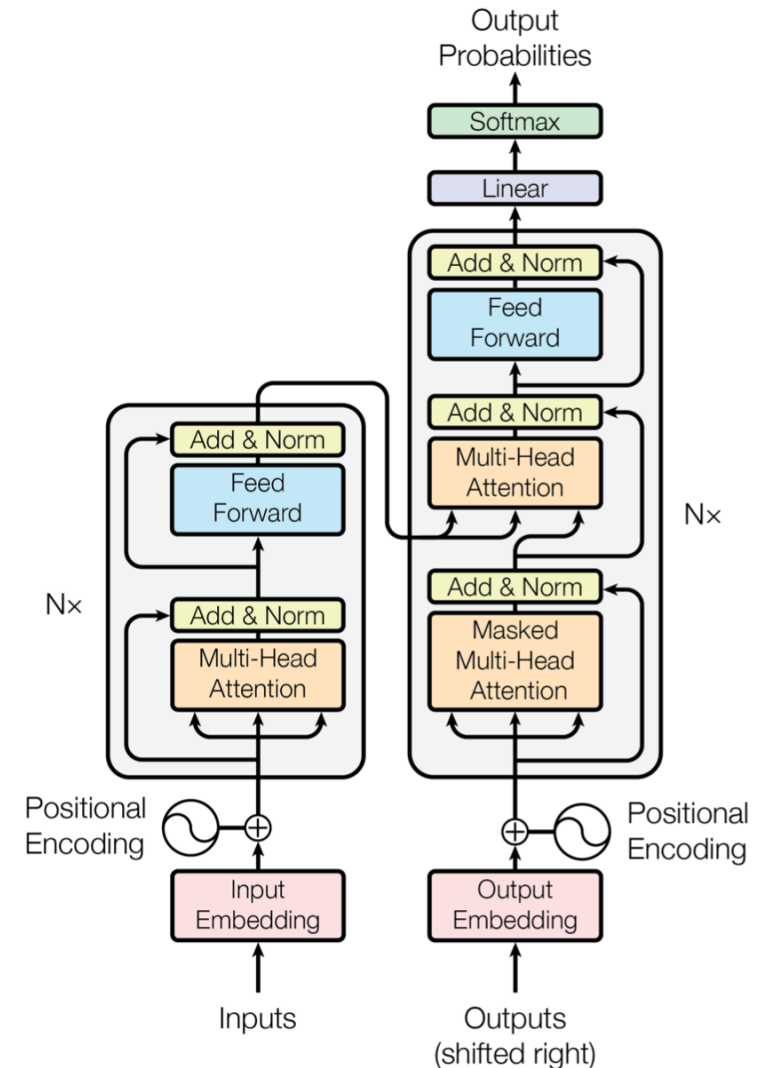 Output
Probabilities
Softmax
Linear
Add & Norm
Feed
Forward
Add & Norm
Multi-Head
Attention
Nx
Add & Norm
Masked
Multi-Head
Attention
Add & Norm
Feed
Forward
Nx
Add & Norm
Multi-Head
Attention
Positional
Encoding
Positional
Encoding
Input
Embedding
Output
Embedding
Inputs
Outputs
(shifted right)